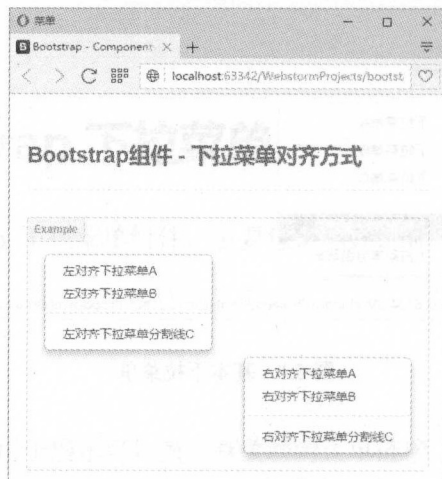 菜单
Bootstrap - Component
localhost:63342/WebstormProjects/bootst
Bootstrap组件 - 下拉菜单对齐方式
Example
左对齐下拉菜单A
左对齐下拉菜单B
左对齐下拉菜单分割线C
右对齐下拉菜单A
右对齐下拉菜单B
右对齐下拉菜单分割线C